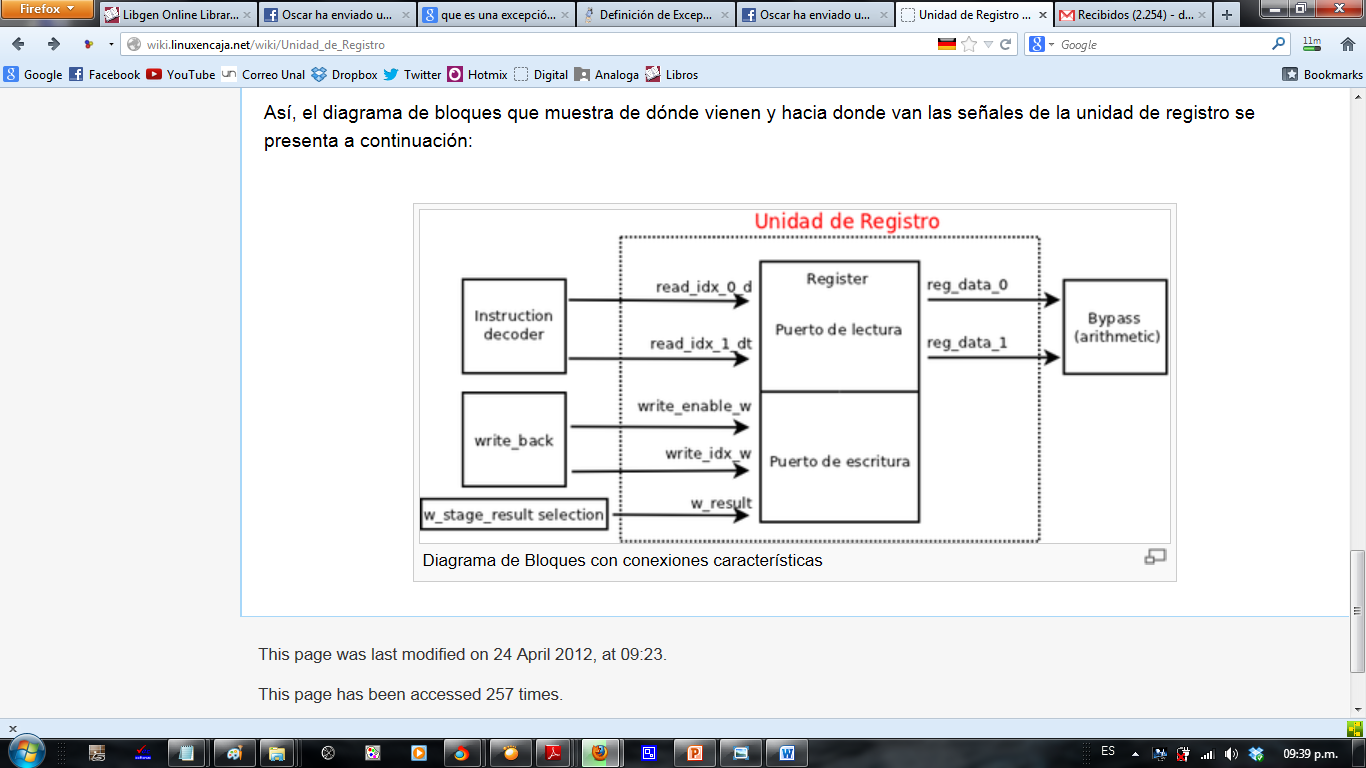 Firefox
Libgen Online Librar...
Oscar ha enviado u...
que es una excepció...
Definición de Excep...
Oscar ha enviado u...
Unidad de Registro ...
Recibidos (2.254) - d...
wiki.linuxencaja.net/wiki/Unidad_de_Registro
Google
11m
Google
Facebook
YouTube
Correo Unal
Dropbox
Twitter
Hotmix
Digital
Analoga
Libros
Bookmarks
Así, el diagrama de bloques que muestra de dónde vienen y hacia donde van las señales de la unidad de registro se
presenta a continuación:
Unidad de Registro
Instruction
decoder
read_idx_0_d
read_idx_1_dt
Register
Puerto de lectura
reg_data_0
reg_data_1
Bypass
(arithmetic)
write_back
write_enable_w
write_idx_w
Puerto de escritura
w_stage_result selection
w_result
Diagrama de Bloques con conexiones características
This page was last modified on 24 April 2012, at 09:23.
This page has been accessed 257 times.
x
ES
09:39 p.m.